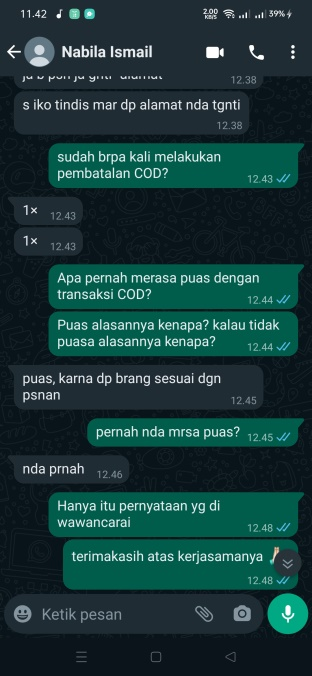 11.42
2.00
KB/S
39%
Nabila Ismail
12.38
s iko tindis mar dp alamat nda tgnti
12.38
sudah brpa kali melakukan
pembatalan COD?
12.43
1×
12.43
1×
12.43
Apa pernah merasa puas dengan
transaksi COD?
12.44
Puas alasannya kenapa? kalau tidak
puasa alasannya kenapa?
12.44
puas, karna dp brang sesuai dgn
psnan
12.45
pernah nda mrsa puas?
12.45
nda prnah
12.46
Hanya itu pernyataan yg di
wawancarai
12.48
terimakasih atas kerjasamanya
12.48
Ketik pesan